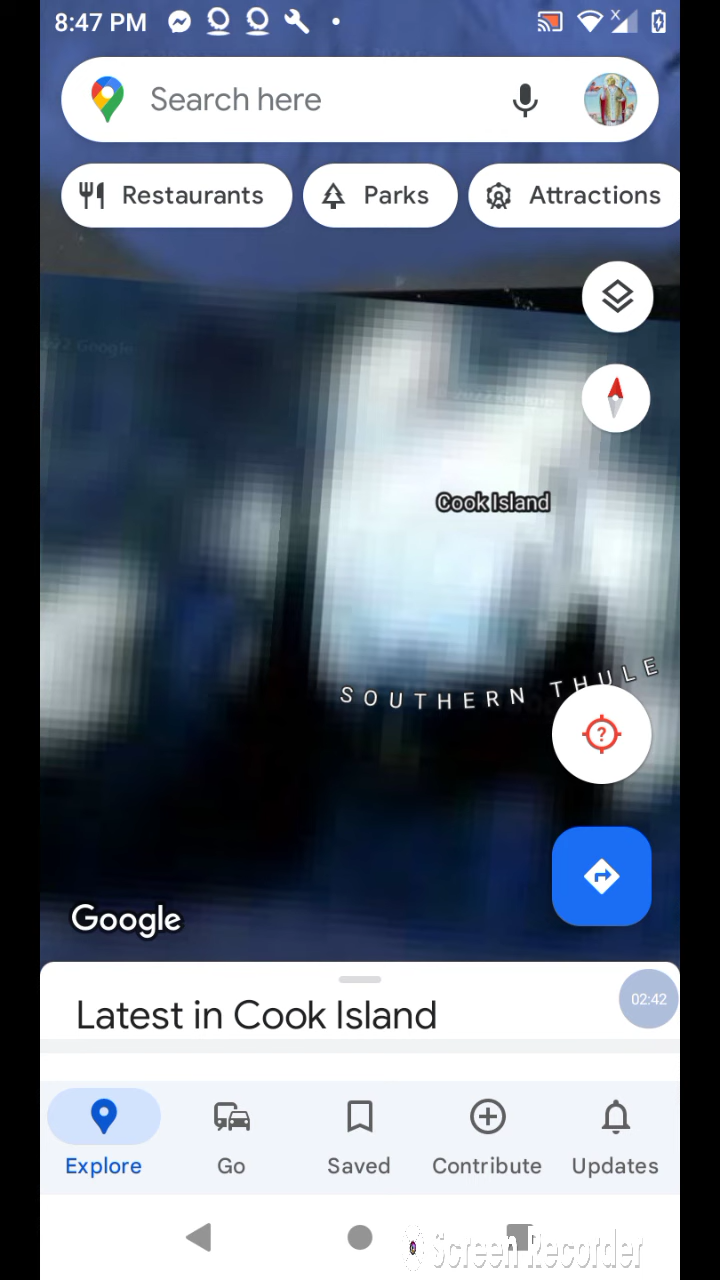 8:47 PM
Search here
Restaurants
Parks
Attractions
Cook Island
SOUTHERN THULE
?
Google
Latest in Cook Island
02:42
Explore
Go
Saved
Contribute
Updates
Screen Recorder